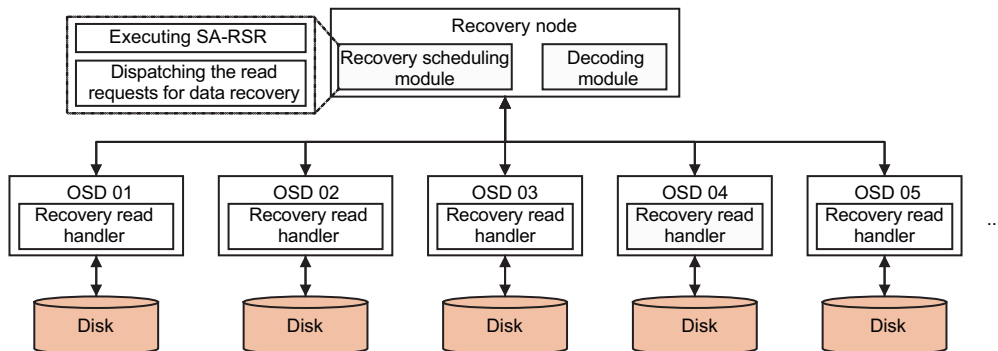 Recovery node
Executing SA-RSR
Dispatching the read
requests for data recovery
Recovery scheduling
module
Decoding
module
OSD 01
Recovery read
handler
OSD 02
Recovery read
handler
OSD 03
Recovery read
handler
OSD 04
Recovery read
handler
OSD 05
Recovery read
handler
..
Disk
Disk
Disk
Disk
Disk